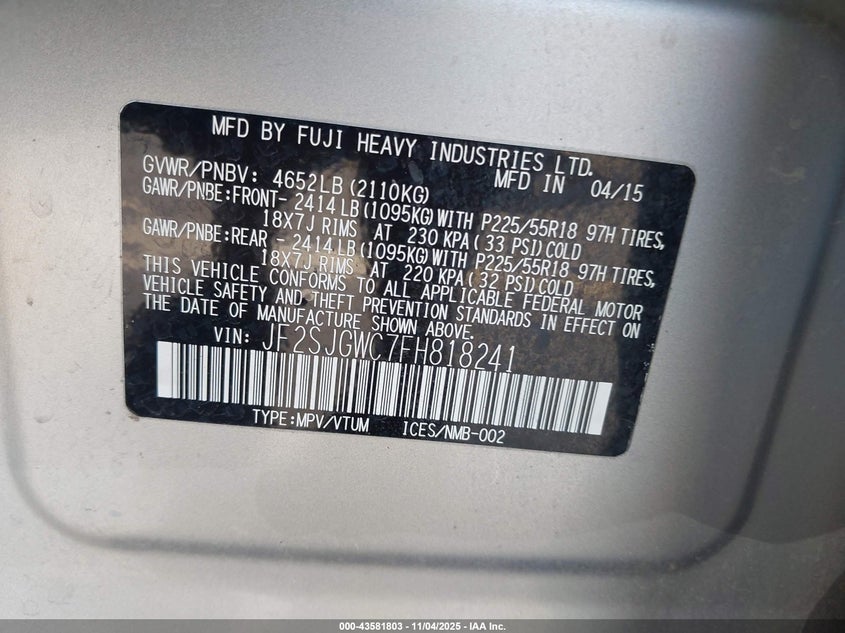 MFD BY FUJI HEAVY INDUSTRIES LTD.
MFD IN 04/15
GVWR/PNBV: 4652LB(2110KG)
GAWR/PNBE:FRONT- 2414LB(1095KG)WITH P225/55R18 97H TIRES,
18X7J RIMS AT 230 KPA(33 PSI)COLD
GAWR/PNBE:REAR - 2414LB(1095KG)WITH P225/55R18 97H TIRES,
18X7J RIMS AT 220 KPA(32 PSI)COLD
THIS VEHICLE CONFORMS TO ALL APPLICABLE FEDERAL MOTOR
VEHICLE SAFETY AND THEFT PREVENTION STANDARDS IN EFFECT ON
THE DATE OF MANUFACTURE SHOWN ABOVE.
VIN: JF2SJGWC7FH818241
TYPE:MPV/VTUM ICES/NMB-002
000-43581803 - 11/04/2025 - IAA Inc.